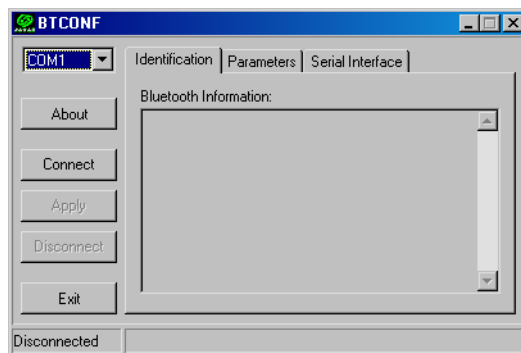 BTCONF
COM1
Identification
Parameters
Serial Interface
About
Bluetooth Information:
Connect
Apply
Disconnect
Exit
Disconnected